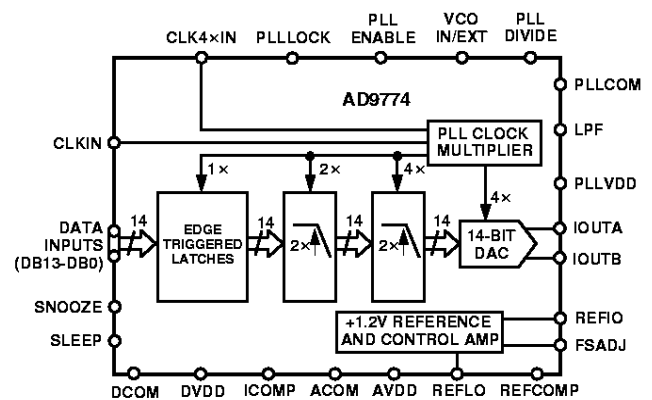 CLK4×IN
PLLLOCK
PLL
ENABLE
VCO
IN/EXT
PLL
DIVIDE
AD9774
PLLCOM
CLKIN
PLL CLOCK
MULTIPLIER
LPF
1×
2×
4×
4×
PLLVDD
DATA
INPUTS
(DB13-DB0)
14
EDGE
TRIGGERED
LATCHES
14
2×
14
2×
14
14-BIT
DAC
IOUTA
IOUTB
SNOOZE
SLEEP
+1.2V REFERENCE
AND CONTROL AMP
REFIO
FSADJ
DCOM
DVDD
ICOMP
ACOM
AVDD
REFLO
REFCOMP